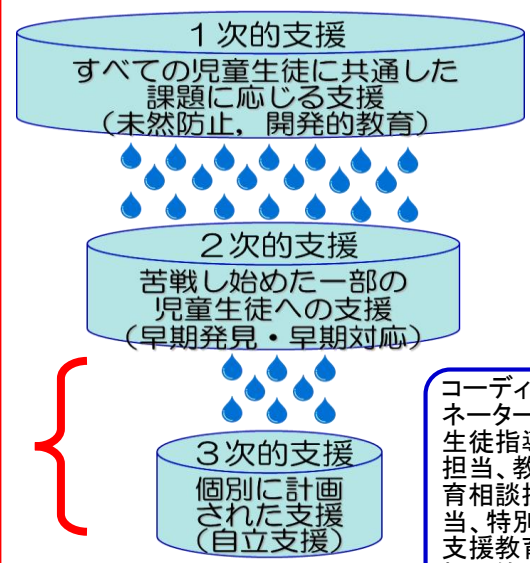 １次的支援
すべての児童生徒に共通した
課題に応じる支援
（未然防止，開発的教育）
２次的支援
苦戦し始めた一部の
児童生徒への支援
（早期発見・早期対応）
３次的支援
個別に計画
された支援
（自立支援）
コーディ
ネーター
生徒指導
担当、教
育相談担
当、特別
支援教育